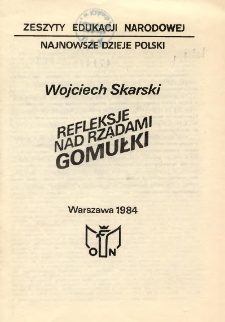 ZESZYTY EDUKACJI NARODOWEJ
NAJNOWSZE DZIEJE POLSKI
Wojciech Skarski
REFLEKSJE
NAD RZĄDAMI
GOMUŁKI
Warszawa 1984
O N